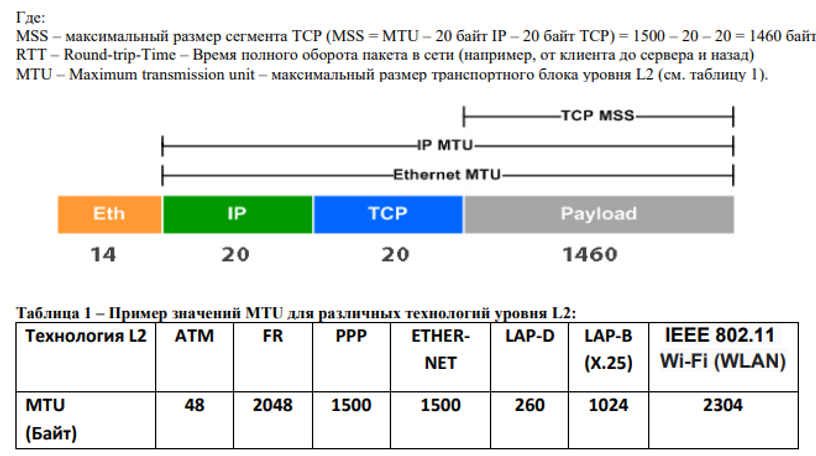 Где:
MSS – максимальный размер сегмента TCP (MSS = MTU – 20 байт IP – 20 байт TCP) = 1500 – 20 – 20 = 1460 байт
RTT – Round-trip-Time – Время полного оборота пакета в сети (например, от клиента до сервера и назад)
MTU – Maximum transmission unit – максимальный размер транспортного блока уровня L2 (см. таблицу 1).
TCP MSS
IP MTU
Ethernet MTU
Eth IP TCP Payload
14 20 20 1460
Таблица 1 – Пример значений MTU для различных технологий уровня L2:
Технология L2 ATM FR PPP ETHER- LAP-D LAP-B IEEE 802.11
NET (X.25) Wi-Fi (WLAN)
MTU 48 2048 1500 1500 260 1024 2304
(Байт)